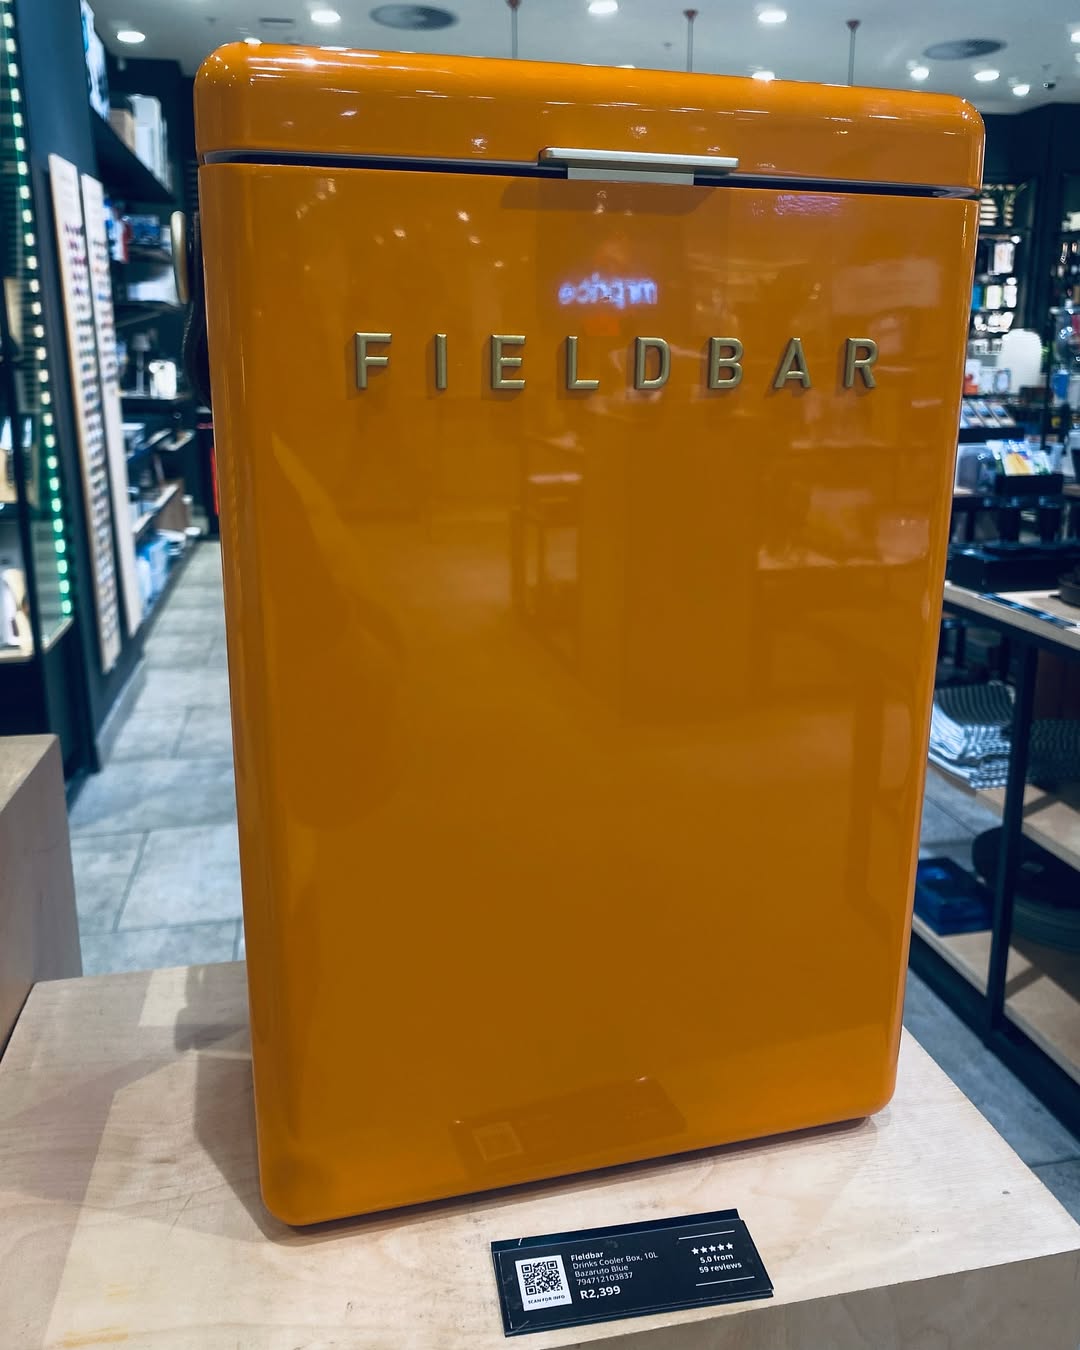 mrprice
FIELDBAR
Fieldbar
Drinks Cooler Box, 10L
Bazaruto Blue
794712103837
R2,399
SCAN FOR INFO
5.0 from
59 reviews